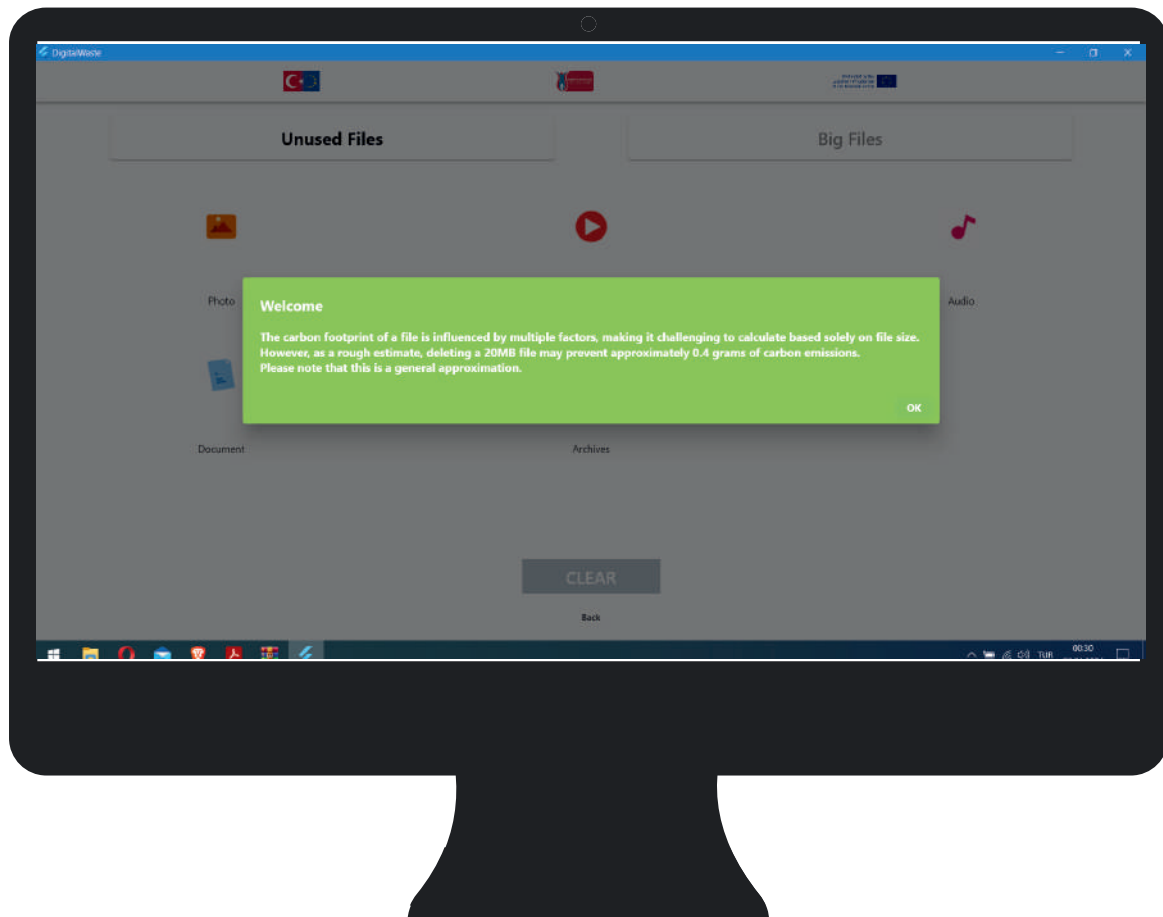 DigitalWaste
Unused Files
Big Files
Photo
Audio
Welcome
The carbon footprint of a file is influenced by multiple factors, making it challenging to calculate based solely on file size.
However, as a rough estimate, deleting a 20MB file may prevent approximately 0.4 grams of carbon emissions.
Please note that this is a general approximation.
OK
Document
Archives
CLEAR
Back
TUR
00:30